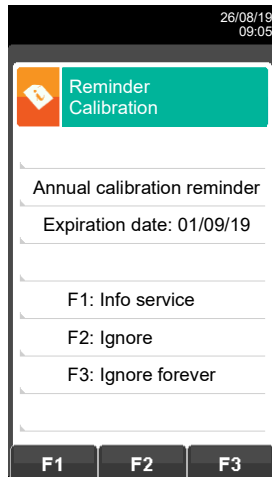 26/08/19
09:05
Reminder
Calibration
Annual calibration reminder
Expiration date: 01/09/19
F1: Info service
F2: Ignore
F3: Ignore forever
F1 F2 F3